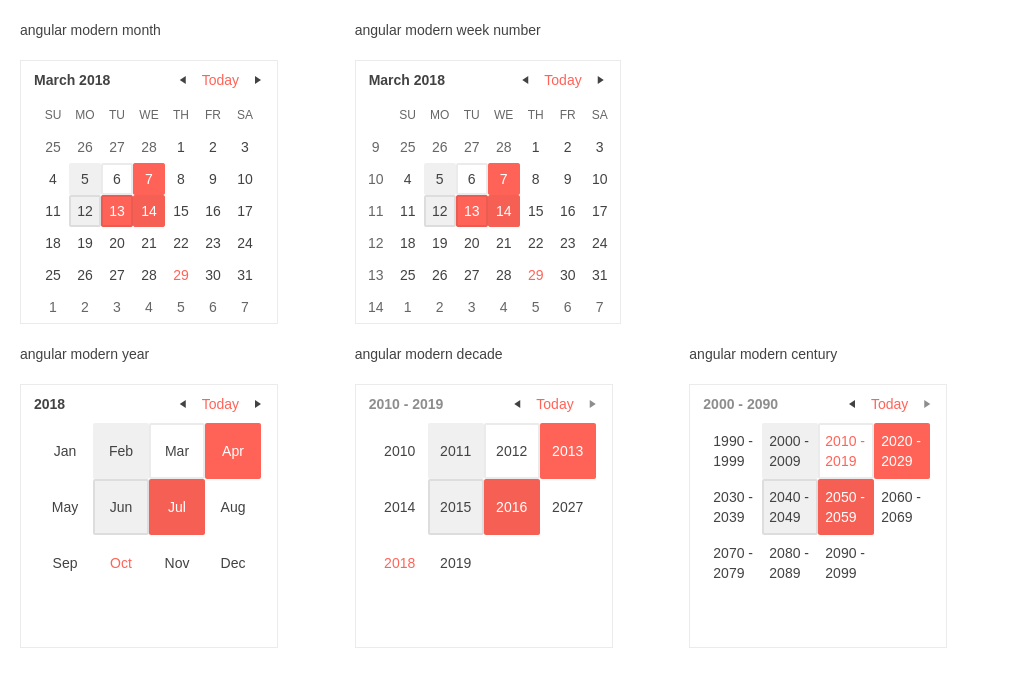 angular modern month
March 2018 ◄ Today ►
SU MO TU WE TH FR SA
25 26 27 28 1 2 3
4 5 6 7 8 9 10
11 12 13 14 15 16 17
18 19 20 21 22 23 24
25 26 27 28 29 30 31
1 2 3 4 5 6 7
angular modern week number
March 2018 ◄ Today ►
SU MO TU WE TH FR SA
9 25 26 27 28 1 2 3
10 4 5 6 7 8 9 10
11 11 12 13 14 15 16 17
12 18 19 20 21 22 23 24
13 25 26 27 28 29 30 31
14 1 2 3 4 5 6 7
angular modern year
2018 ◄ Today ►
Jan Feb Mar Apr
May Jun Jul Aug
Sep Oct Nov Dec
angular modern decade
2010 - 2019 ◄ Today ►
2010 2011 2012 2013
2014 2015 2016 2027
2018 2019
angular modern century
2000 - 2090 ◄ Today ►
1990 - 2000 - 2010 - 2020 -
1999 2009 2019 2029
2030 - 2040 - 2050 - 2060 -
2039 2049 2059 2069
2070 - 2080 - 2090 -
2079 2089 2099